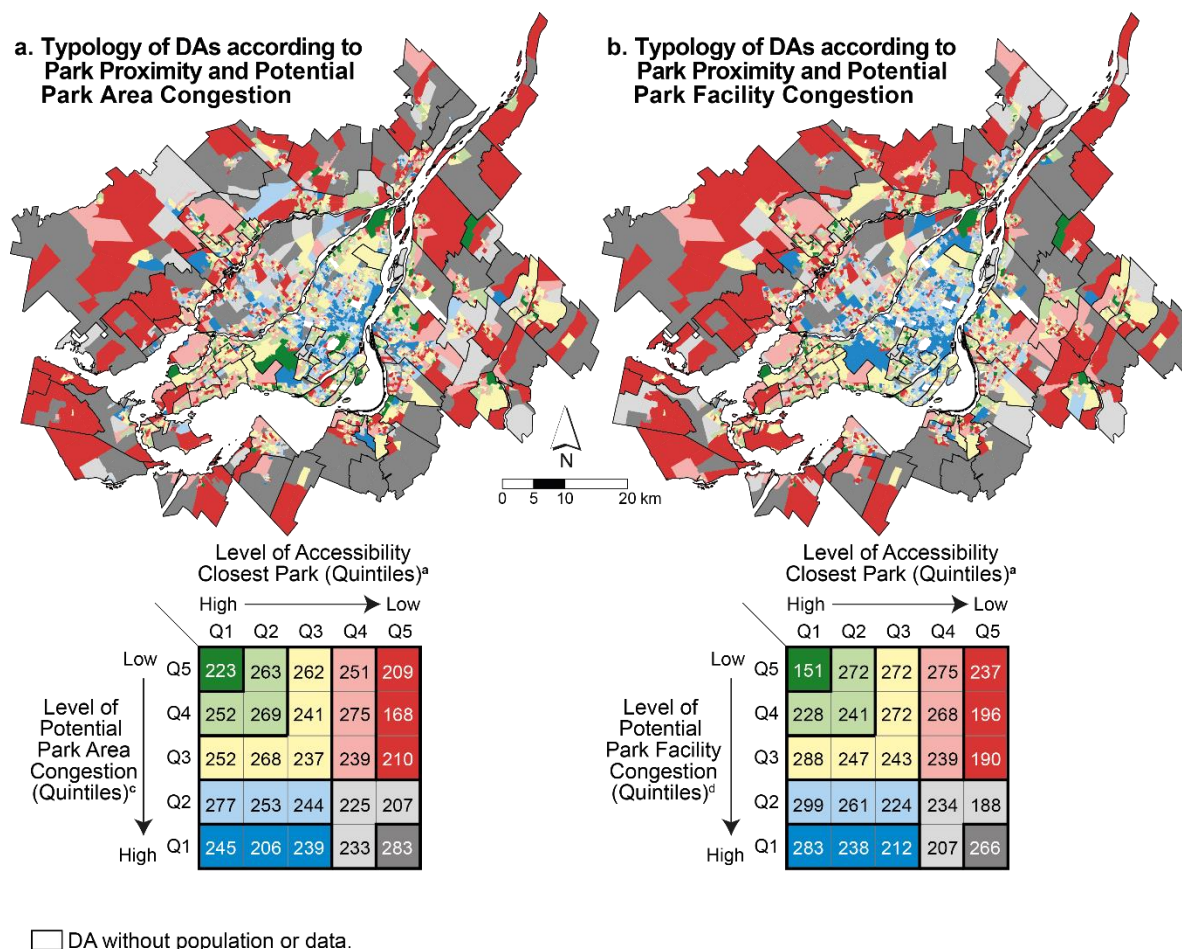 a. Typology of DAs according to
Park Proximity and Potential
Park Area Congestion
b. Typology of DAs according to
Park Proximity and Potential
Park Facility Congestion
N
0 5 10 20 km
Level of Accessibility
Closest Park (Quintiles)ᵃ
High Low
Q1 Q2 Q3 Q4 Q5
Low
Level of
Potential
Park Area
Congestion
(Quintiles)ᶜ
High
Q5 223 263 262 251 209
Q4 252 269 241 275 168
Q3 252 268 237 239 210
Q2 277 253 244 225 207
Q1 245 206 239 233 283
Level of Accessibility
Closest Park (Quintiles)ᵃ
High Low
Q1 Q2 Q3 Q4 Q5
Low
Level of
Potential
Park Facility
Congestion
(Quintiles)ᵈ
High
Q5 151 272 272 275 237
Q4 228 241 272 268 196
Q3 288 247 243 239 190
Q2 299 261 224 234 188
Q1 283 238 212 207 266
DA without population or data.